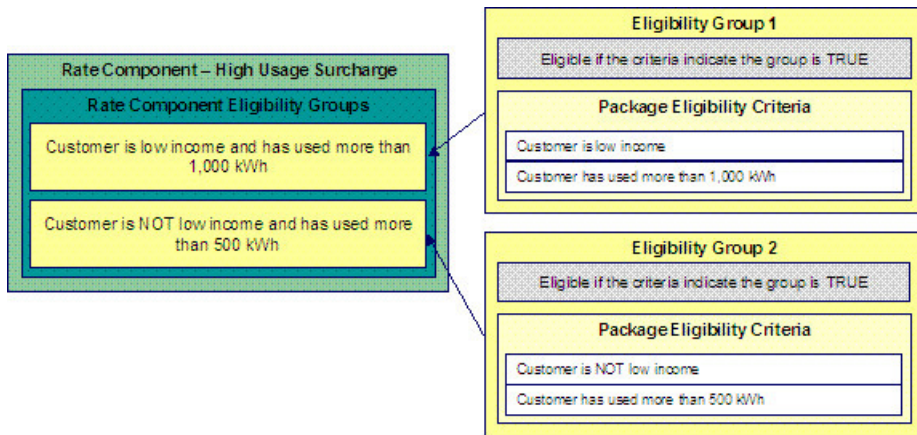 Rate Component – High Usage Surcharge
Rate Component Eligibility Groups
Customer is low income and has used more than
1,000 kWh
Customer is NOT low income and has used more
than 500 kWh
Eligibility Group 1
Eligible if the criteria indicate the group is TRUE
Package Eligibility Criteria
Customer is low income
Customer has used more than 1,000 kWh
Eligibility Group 2
Eligible if the criteria indicate the group is TRUE
Package Eligibility Criteria
Customer is NOT low income
Customer has used more than 500 kWh